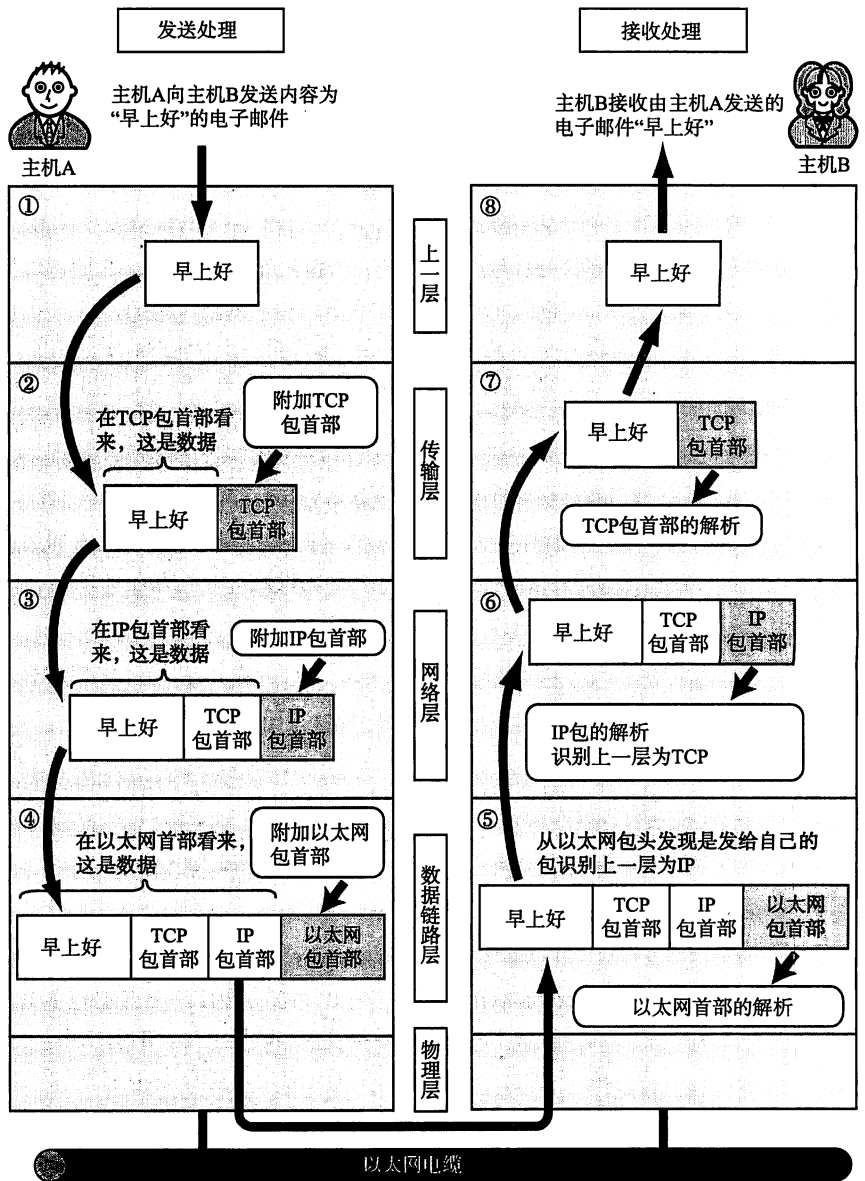 发送处理
主机A向主机B发送内容为
“早上好”的电子邮件
主机A
①
早上好
②
在TCP包首部看
来，这是数据
附加TCP
包首部
早上好
TCP
包首部
③
在IP包首部看
来，这是数据
附加IP包首部
早上好
TCP
包首部
IP
包首部
④
在以太网首部看来，
这是数据
附加以太网
包首部
早上好
TCP
包首部
IP
包首部
以太网
包首部
上一层
传输层
网络层
数据链路层
物理层
接收处理
主机B接收由主机A发送的
电子邮件“早上好”
主机B
⑧
早上好
⑦
早上好
TCP
包首部
TCP包首部的解析
⑥
早上好
TCP
包首部
IP
包首部
IP包的解析
识别上一层为TCP
⑤
从以太网包头发现是发给自己的
包识别上一层为IP
早上好
TCP
包首部
IP
包首部
以太网
包首部
以太网首部的解析
以太网电缆